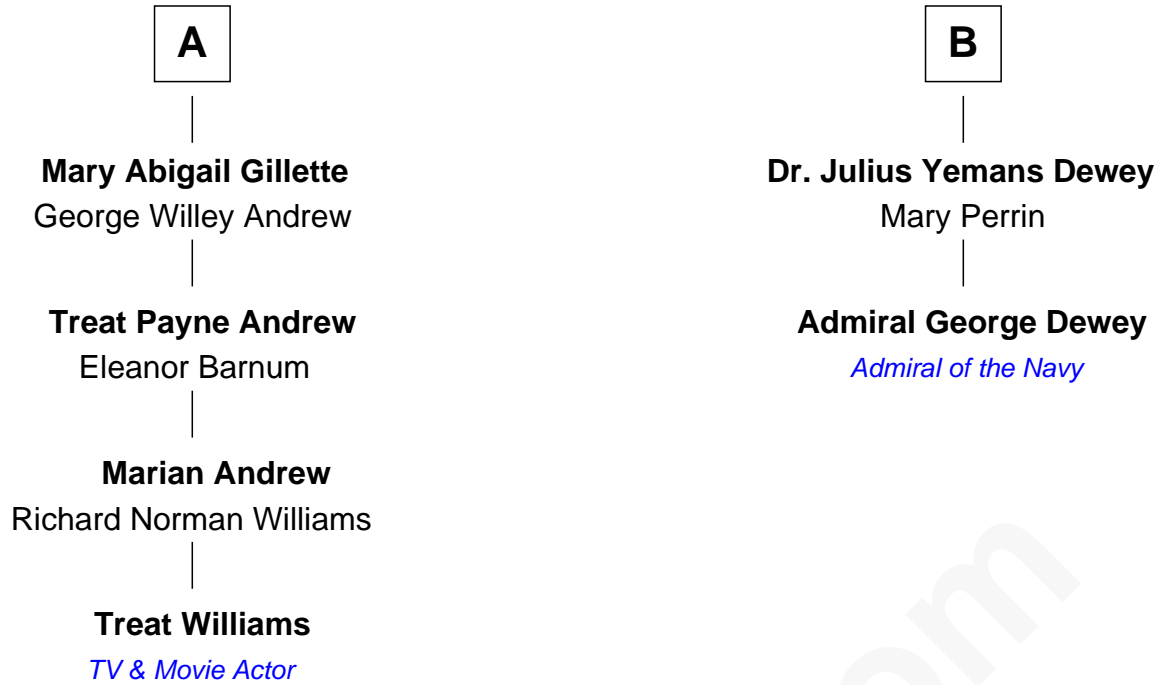 A
Mary Abigail Gillette
George Willey Andrew
Treat Payne Andrew
Eleanor Barnum
Marian Andrew
Richard Norman Williams
Treat Williams
TV & Movie Actor
B
Dr. Julius Yemans Dewey
Mary Perrin
Admiral George Dewey
Admiral of the Navy
om